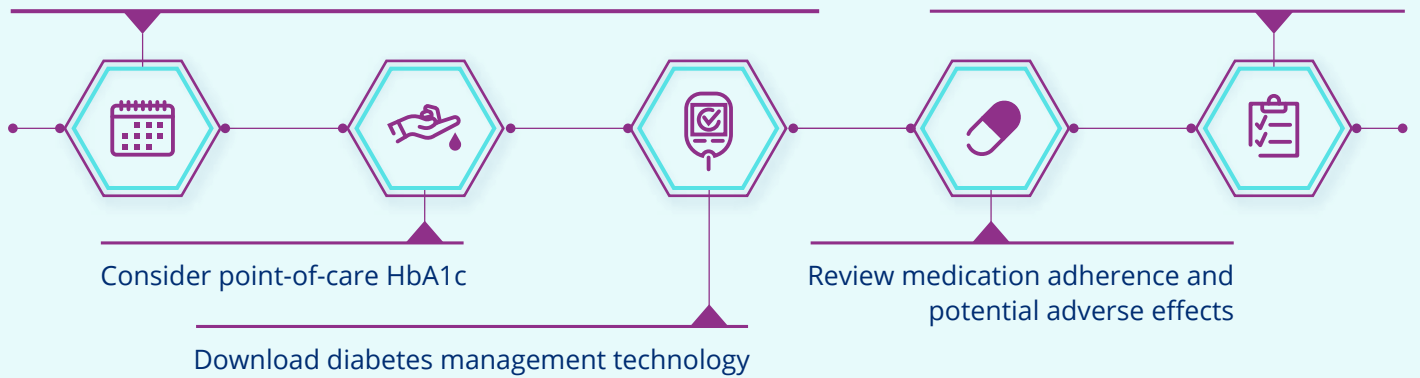 Consider point-of-care HbA1c
Review medication adherence and
potential adverse effects
Download diabetes management technology